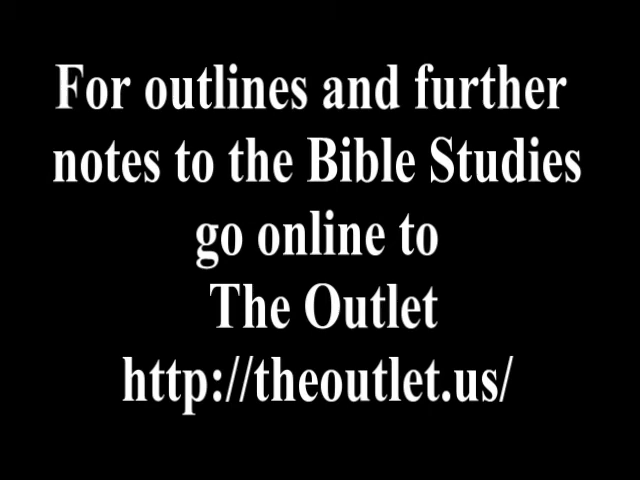 For outlines and further
notes to the Bible Studies
go online to
The Outlet
http://theoutlet.us/